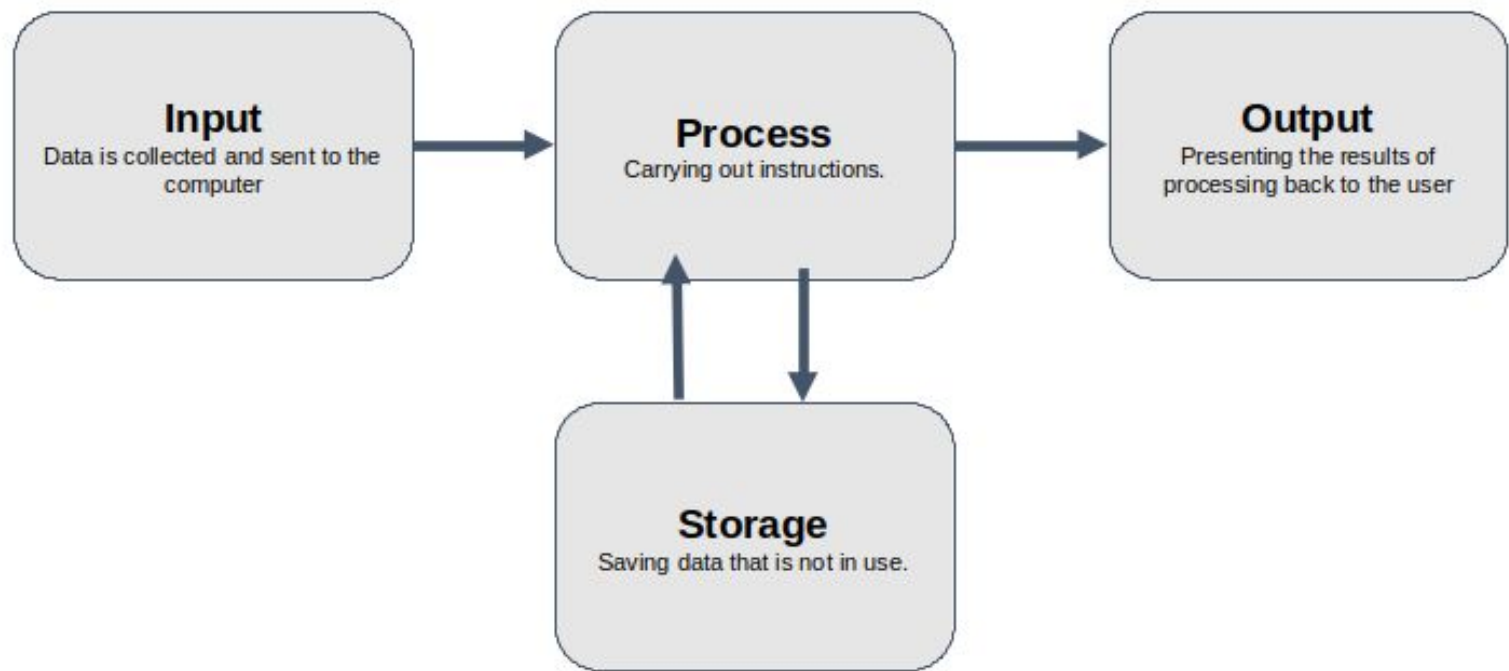 Input
Data is collected and sent to the
computer
Process
Carrying out instructions.
Output
Presenting the results of
processing back to the user
Storage
Saving data that is not in use.